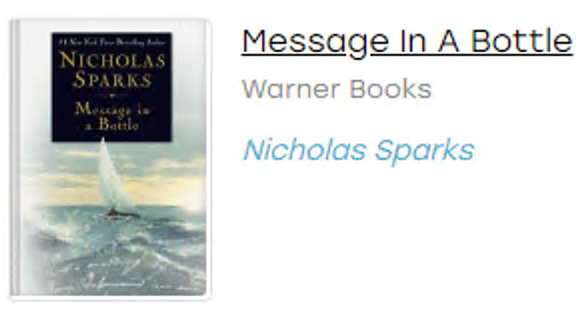 #1 New York Times Bestselling Author
NICHOLAS
SPARKS
Message in
a Bottle
Message In A Bottle
Warner Books
Nicholas Sparks